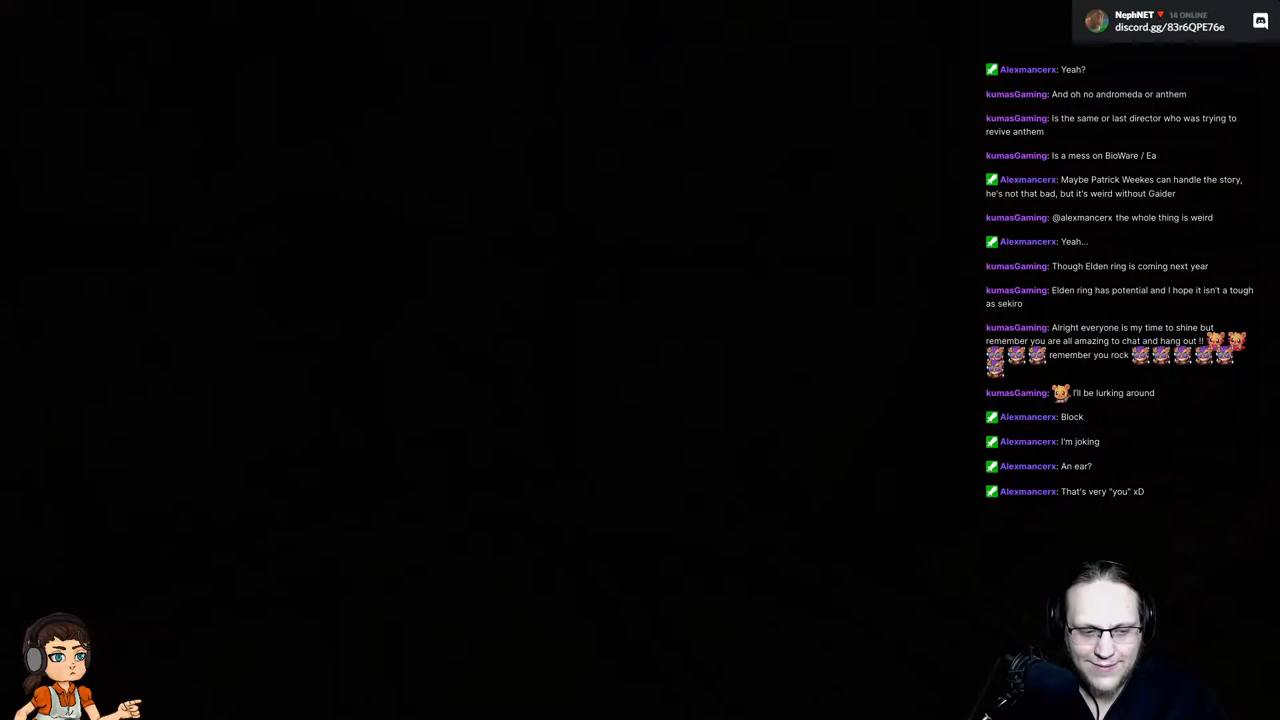 NephNET 14 ONLINE
discord.gg/83r6QPE76e
Alexmancerx: Yeah?
kumasGaming: And oh no andromeda or anthem
kumasGaming: Is the same or last director who was trying to
revive anthem
kumasGaming: Is a mess on BioWare / Ea
Alexmancerx: Maybe Patrick Weekes can handle the story,
he's not that bad, but it's weird without Gaider
kumasGaming: @alexmancerx the whole thing is weird
Alexmancerx: Yeah...
kumasGaming: Though Elden ring is coming next year
kumasGaming: Elden ring has potential and I hope it isn't a tough
as sekiro
kumasGaming: Alright everyone is my time to shine but
remember you are all amazing to chat and hang out !!
remember you rock
kumasGaming: I'll be lurking around
Alexmancerx: Block
Alexmancerx: I'm joking
Alexmancerx: An ear?
Alexmancerx: That's very "you" xD